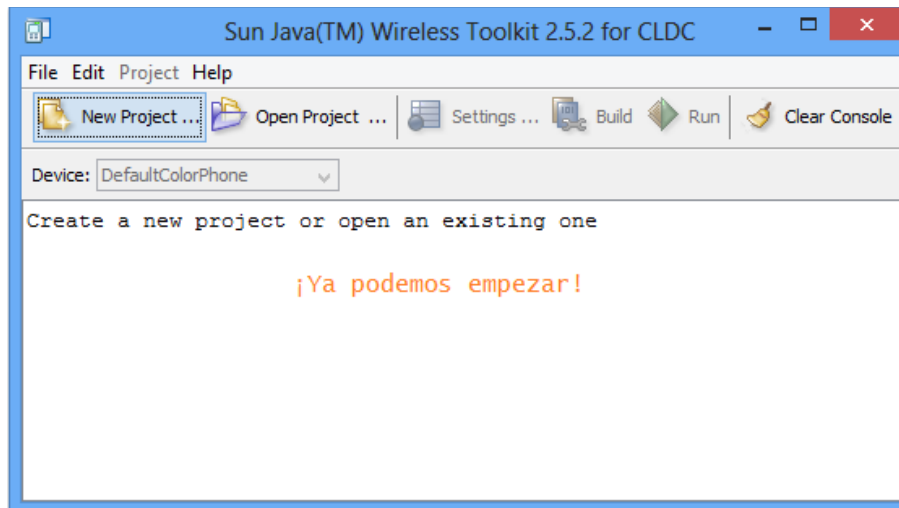 Sun Java(TM) Wireless Toolkit 2.5.2 for CLDC
File Edit Project Help
New Project ... Open Project ... Settings ... Build Run Clear Console
Device: DefaultColorPhone
Create a new project or open an existing one
¡Ya podemos empezar!